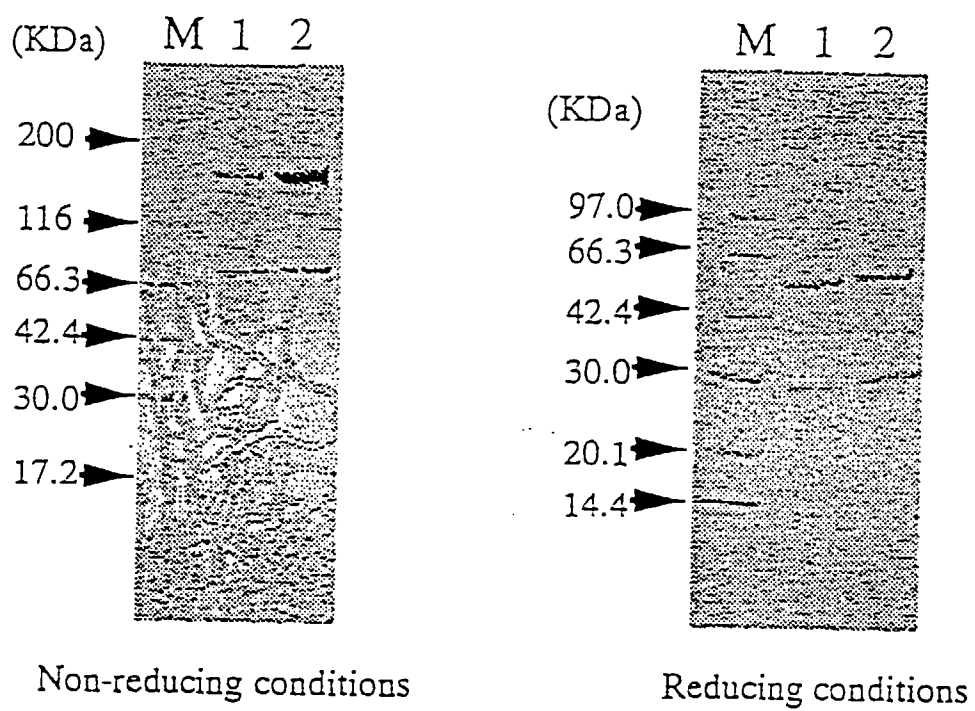 (KDa) M 1 2
200
116
66.3
42.4
30.0
17.2
Non-reducing conditions
M 1 2
(KDa)
97.0
66.3
42.4
30.0
20.1
14.4
Reducing conditions